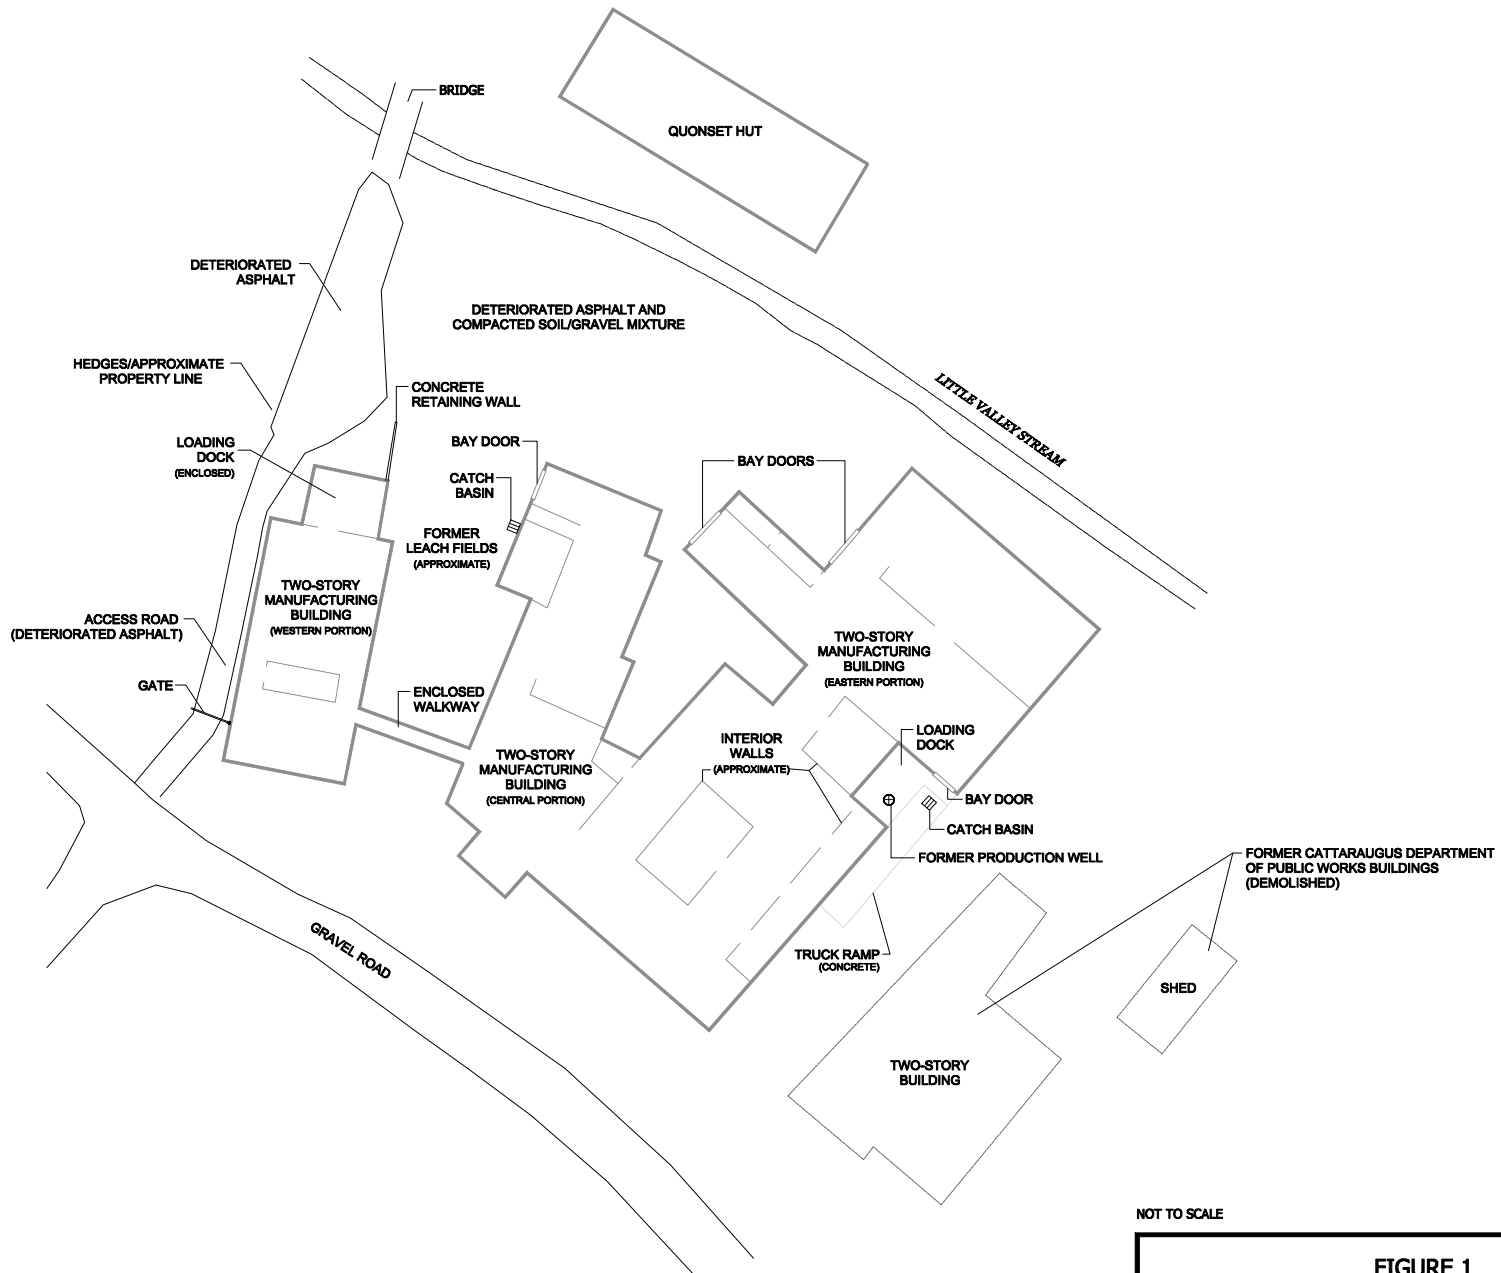 BRIDGE
QUONSET HUT
DETERIORATED
ASPHALT
DETERIORATED ASPHALT AND
COMPACTED SOIL/GRAVEL MIXTURE
HEDGES/APPROXIMATE
PROPERTY LINE
CONCRETE
RETAINING WALL
LITTLE VALLEY STREAM
LOADING
DOCK
(ENCLOSED)
BAY DOOR
BAY DOORS
CATCH
BASIN
FORMER
LEACH FIELDS
(APPROXIMATE)
TWO-STORY
MANUFACTURING
BUILDING
(WESTERN PORTION)
ACCESS ROAD
(DETERIORATED ASPHALT)
TWO-STORY
MANUFACTURING
BUILDING
(EASTERN PORTION)
GATE
ENCLOSED
WALKWAY
INTERIOR
WALLS
(APPROXIMATE)
LOADING
DOCK
TWO-STORY
MANUFACTURING
BUILDING
(CENTRAL PORTION)
BAY DOOR
CATCH BASIN
FORMER PRODUCTION WELL
FORMER CATTARAUGUS DEPARTMENT
OF PUBLIC WORKS BUILDINGS
(DEMOLISHED)
GRAVEL ROAD
TRUCK RAMP
(CONCRETE)
SHED
TWO-STORY
BUILDING
NOT TO SCALE
FIGURE 1